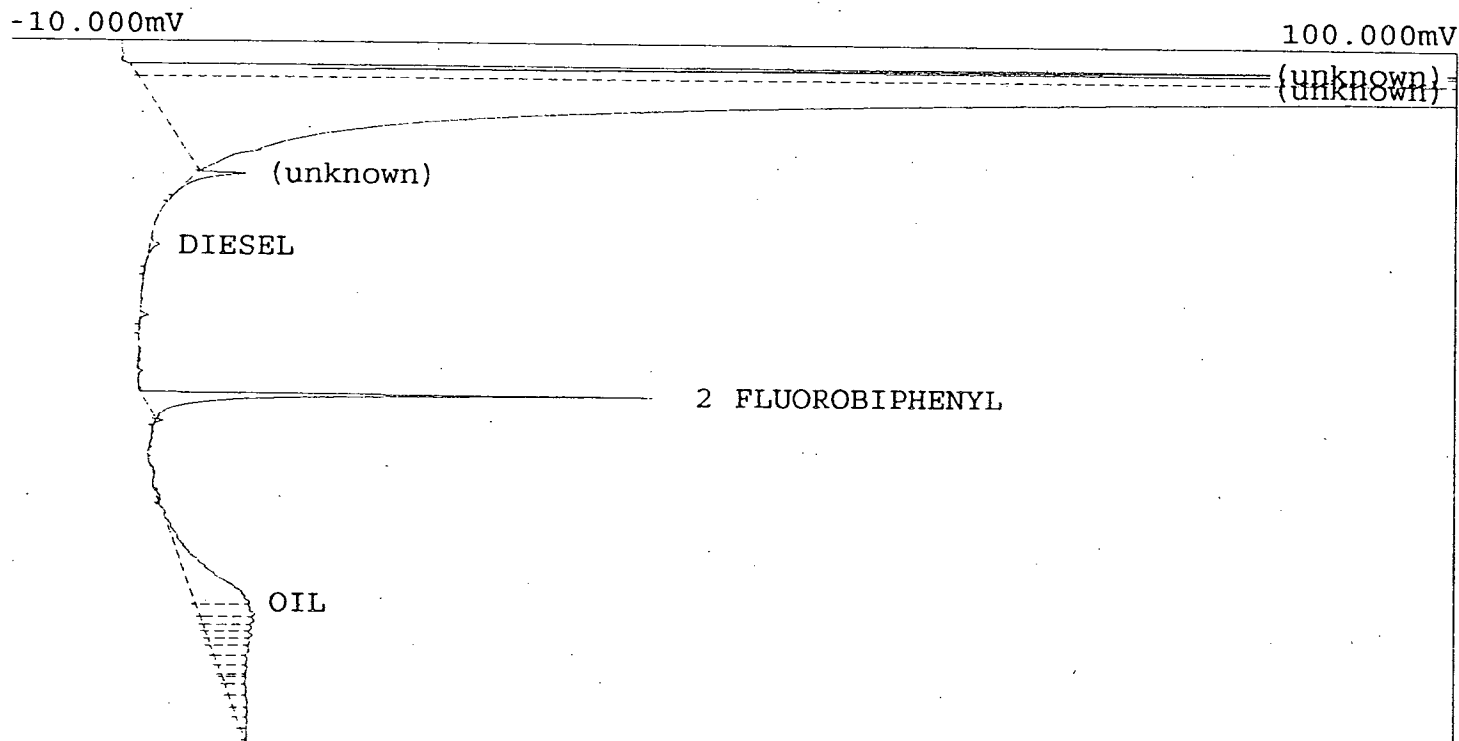 -10.000mV 100.000mV
(unknown)
(unknown)
(unknown)
DIESEL
2 FLUOROBIPHENYL
OIL